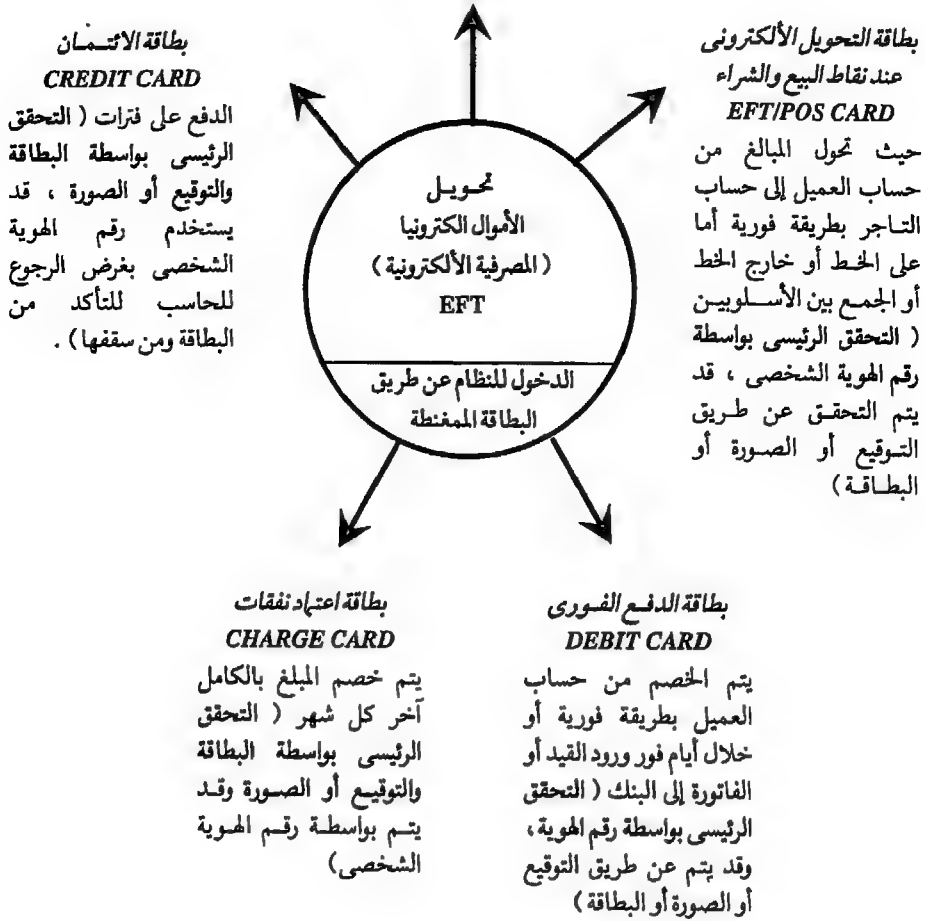 بطاقة التحويل الألكترونى
عند نقاط البيع والشراء
EFT/POS CARD
حيث تحول المبالغ من
حساب العميل إلى حساب
التاجر بطريقة فورية أما
على الخط أو خارج الخط
أو الجمع بين الأسلوبين
( التحقق الرئيسى بواسطة
رقم الهوية الشخصى ، قد
يتم التحقق عن طريق
التوقيع أو الصورة أو
البطاقة )
تحويل
الأموال الكترونيا
( المصرفية الألكترونية )
EFT
الدخول للنظام عن طريق
البطاقة الممغنطة
بطاقة الائتمان
CREDIT CARD
الدفع على فترات ( التحقق
الرئيسى بواسطة البطاقة
والتوقيع أو الصورة ، قد
يستخدم رقم الهوية
الشخصى بغرض الرجوع
للحاسب للتأكد من
البطاقة ومن سقفها ) .
بطاقة الدفع الفورى
DEBIT CARD
يتم الخصم من حساب
العميل بطريقة فورية أو
خلال أيام فور ورود القيد أو
الفاتورة إلى البنك ( التحقق
الرئيسى بواسطة رقم الهوية ،
وقد يتم عن طريق التوقيع
أو الصورة أو البطاقة )
بطاقة اعتماد نفقات
CHARGE CARD
يتم خصم المبلغ بالكامل
آخر كل شهر ( التحقق
الرئيسى بواسطة البطاقة
والتوقيع أو الصورة وقد
يتم بواسطة رقم الهوية
الشخصى)